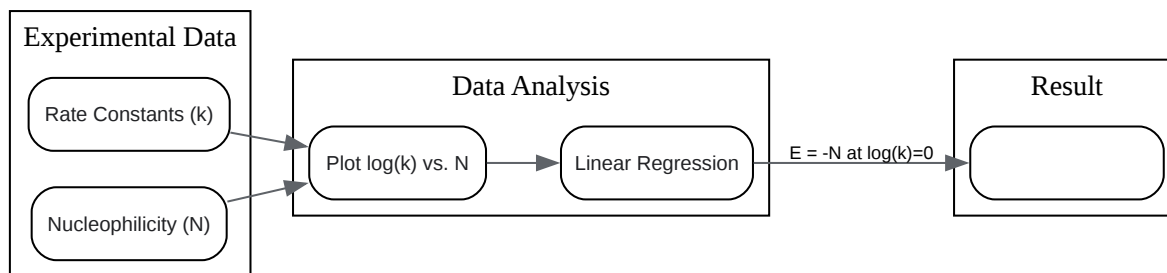 Experimental Data
Rate Constants (k)
Nucleophilicity (N)
Data Analysis
Plot log(k) vs. N
Linear Regression
E = -N at log(k)=0
Result